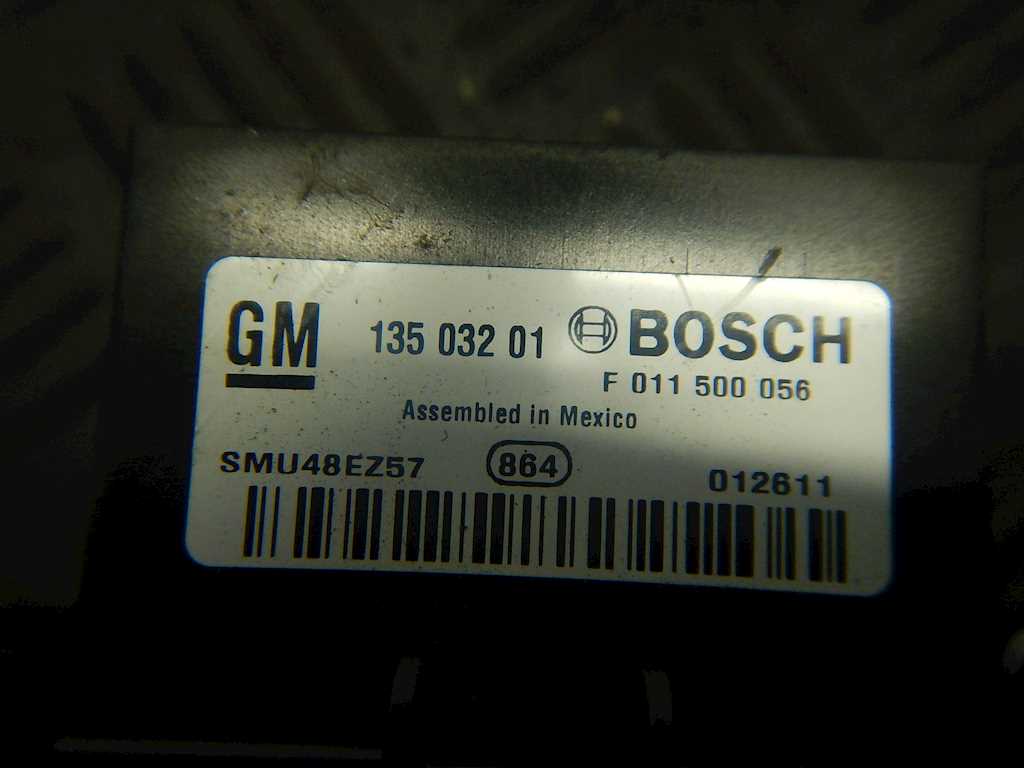 GM 135 032 01 BOSCH
F 011 500 056
Assembled in Mexico
SMU48EZ57 864 012611